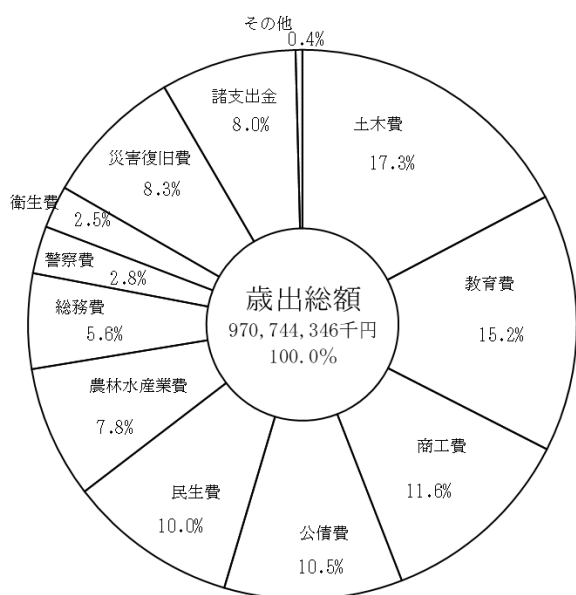 その他
0.4%
土木費
17.3%
教育費
15.2%
商工費
11.6%
公債費
10.5%
民生費
10.0%
農林水産業費
7.8%
総務費
5.6%
警察費
2.8%
衛生費
2.5%
災害復旧費
8.3%
諸支出金
8.0%
歳出総額
970,744,346千円
100.0%